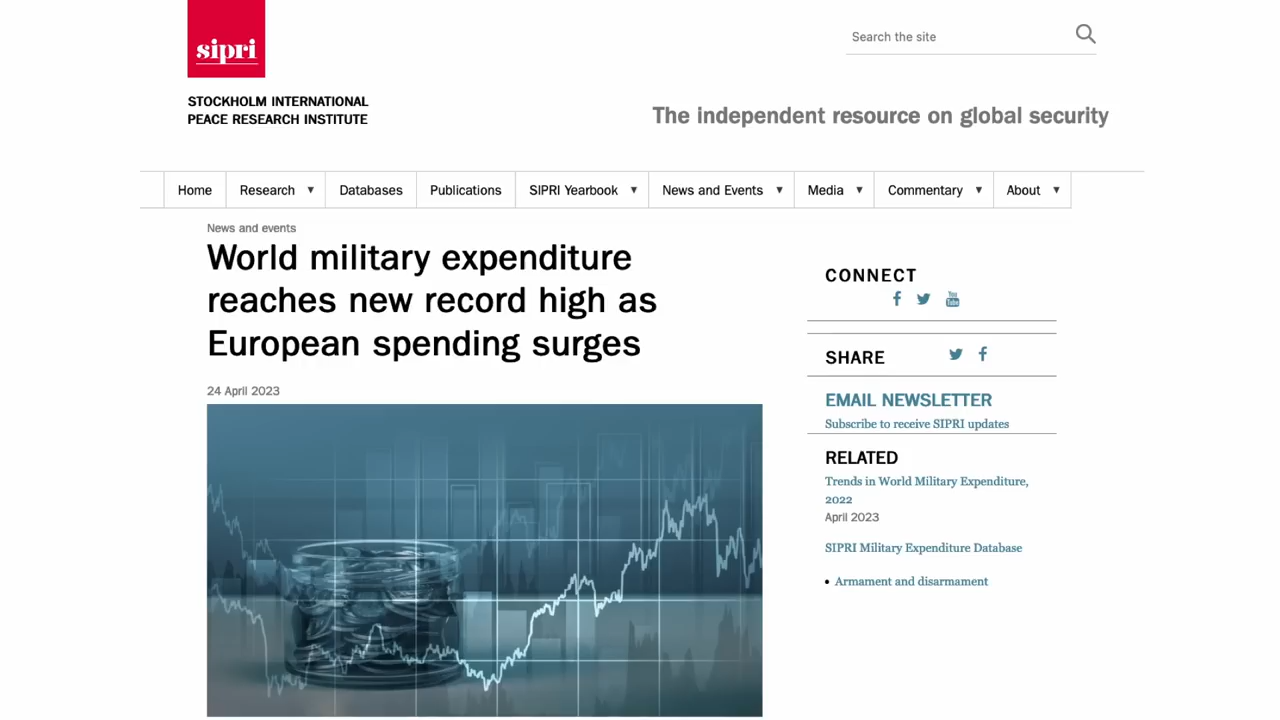 sipri
STOCKHOLM INTERNATIONAL
PEACE RESEARCH INSTITUTE
Search the site
The independent resource on global security
Home
Research
Databases
Publications
SIPRI Yearbook
News and Events
Media
Commentary
About
News and events
World military expenditure
reaches new record high as
European spending surges
24 April 2023
CONNECT
You
Tube
SHARE
EMAIL NEWSLETTER
Subscribe to receive SIPRI updates
RELATED
Trends in World Military Expenditure,
2022
April 2023
SIPRI Military Expenditure Database
Armament and disarmament